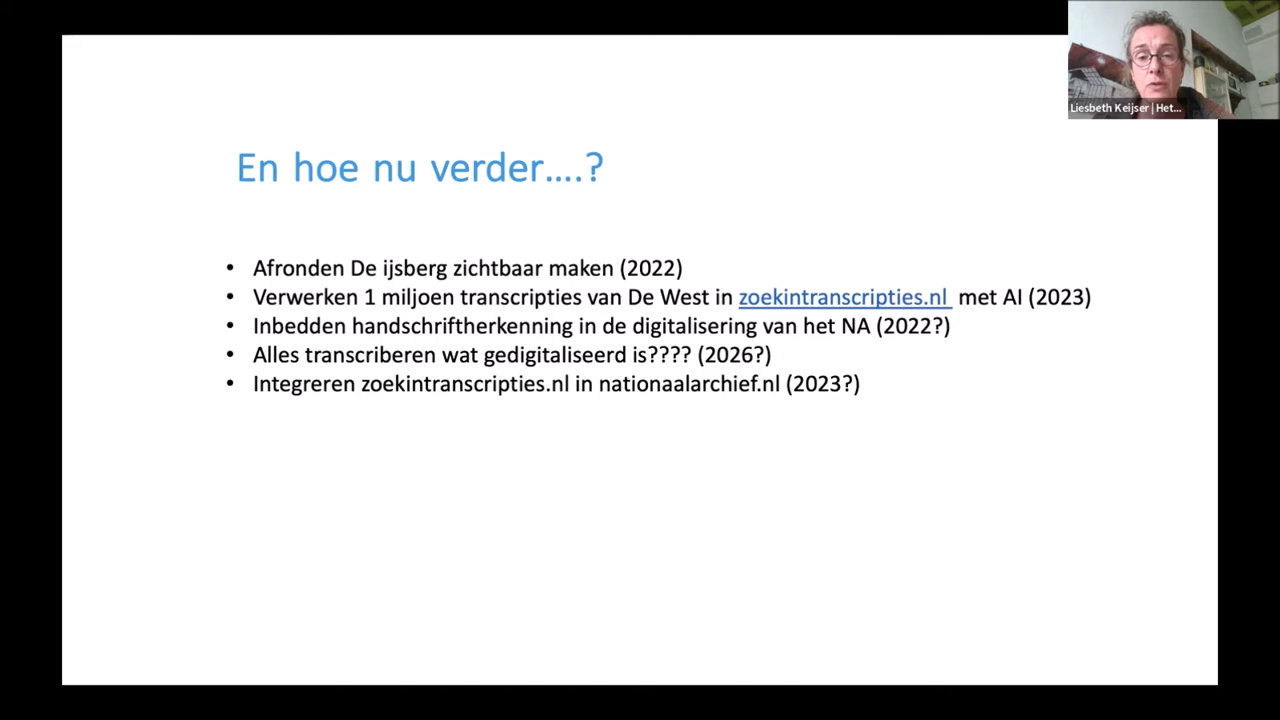 Liesbeth Keijser | Het...
En hoe nu verder....?
• Afronden De ijsberg zichtbaar maken (2022)
• Verwerken 1 miljoen transcripties van De West in zoekintranscripties.nl met AI (2023)
• Inbedden handschriftherkenning in de digitalisering van het NA (2022?)
• Alles transcriberen wat gedigitaliseerd is???? (2026?)
• Integreren zoekintranscripties.nl in nationaalarchief.nl (2023?)